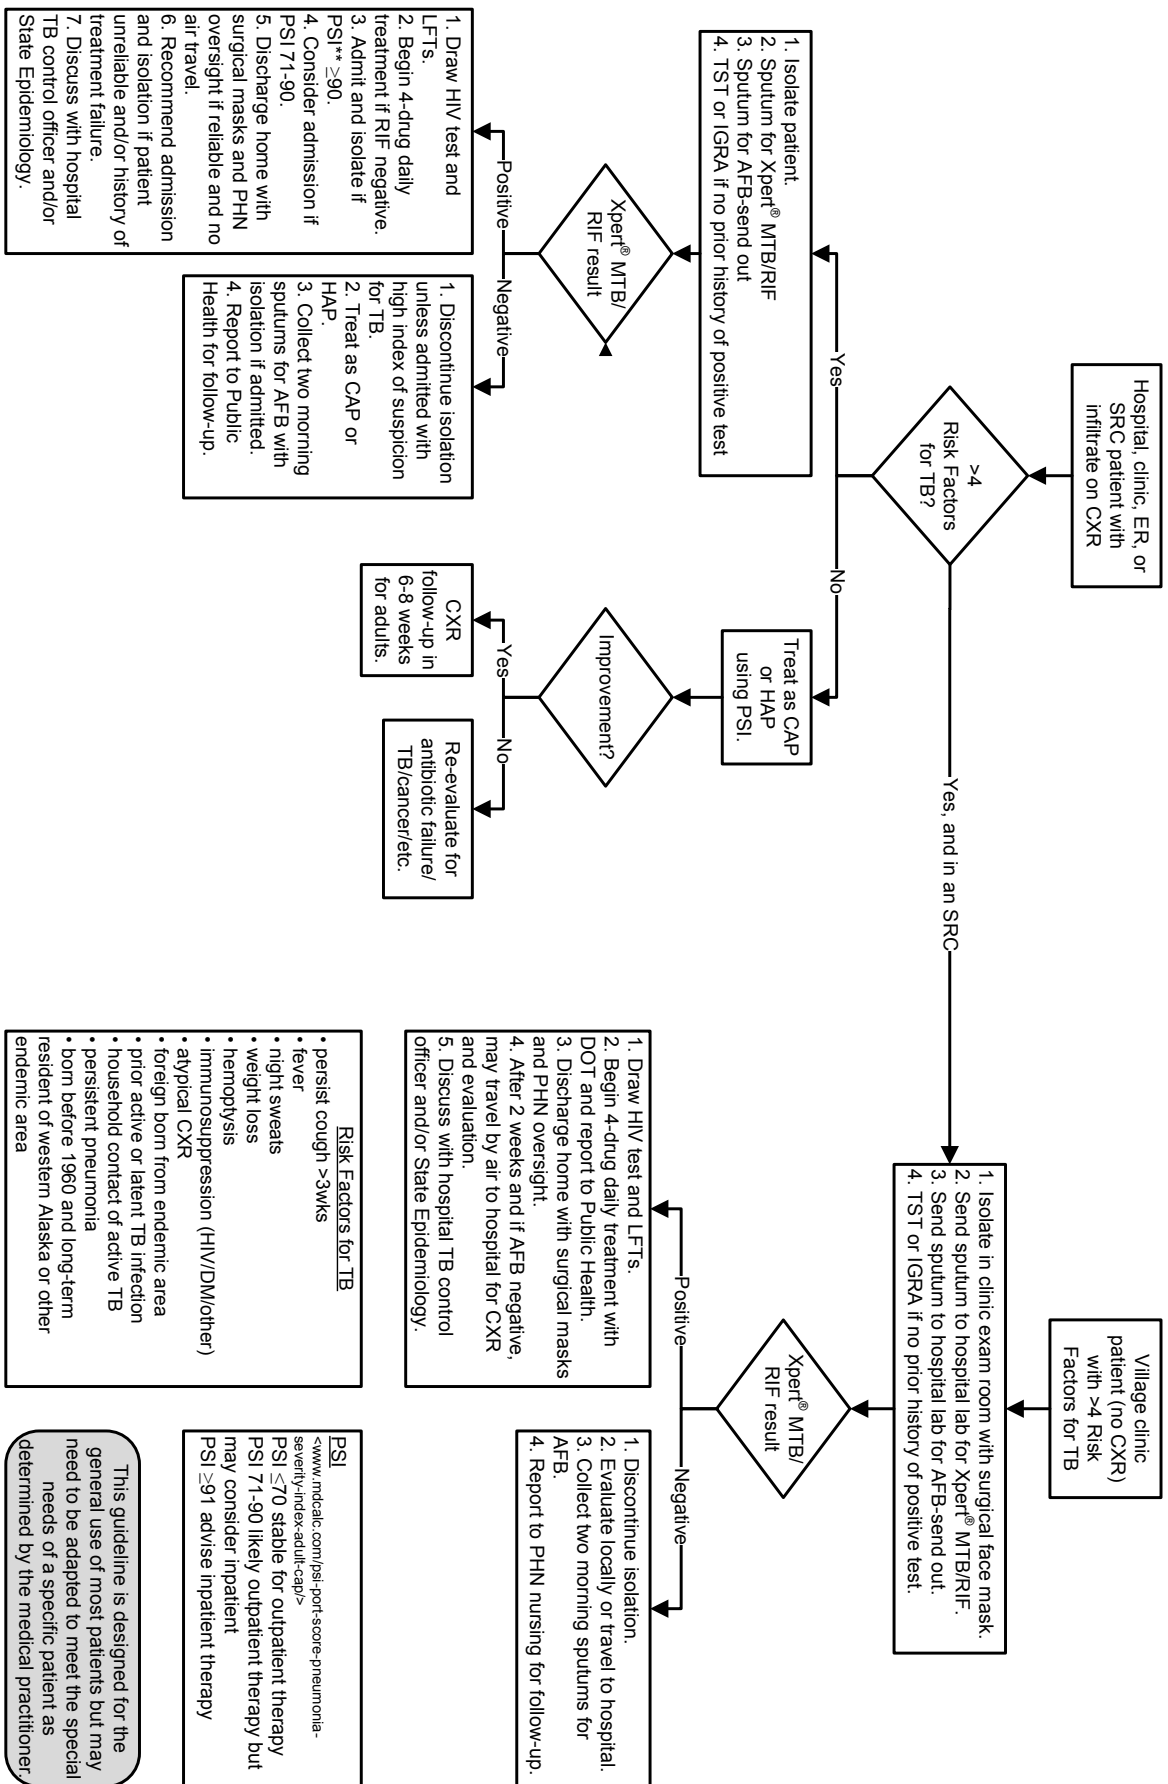 Hospital, clinic, ER, or
SRC patient with
infiltrate on CXR
>4
Risk Factors
for TB?
Yes
No
Yes, and in an SRC
1. Isolate patient.
2. Sputum for Xpert® MTB/RIF
3. Sputum for AFB-send out
4. TST or IGRA if no prior history of positive test
Xpert® MTB/
RIF result
Positive
Negative
1. Draw HIV test and
LFTs.
2. Begin 4-drug daily
treatment if RIF negative.
3. Admit and isolate if
PSI** ≥90.
4. Consider admission if
PSI 71-90.
5. Discharge home with
surgical masks and PHN
oversight if reliable and no
air travel.
6. Recommend admission
and isolation if patient
unreliable and/or history of
treatment failure.
7. Discuss with hospital
TB control officer and/or
State Epidemiology.
1. Discontinue isolation
unless admitted with
high index of suspicion
for TB.
2. Treat as CAP or
HAP.
3. Collect two morning
sputums for AFB with
isolation if admitted.
4. Report to Public
Health for follow-up.
Treat as CAP
or HAP
using PSI.
Improvement?
Yes
No
CXR
follow-up in
6-8 weeks
for adults.
Re-evaluate for
antibiotic failure/
TB/cancer/etc.
Village clinic
patient (no CXR)
with >4 Risk
Factors for TB
1. Isolate in clinic exam room with surgical face mask.
2. Send sputum to hospital lab for Xpert® MTB/RIF.
3. Send sputum to hospital lab for AFB-send out.
4. TST or IGRA if no prior history of positive test.
Xpert® MTB/
RIF result
Positive
Negative
1. Draw HIV test and LFTs.
2. Begin 4-drug daily treatment with
DOT and report to Public Health.
3. Discharge home with surgical masks
and PHN oversight.
4. After 2 weeks and if AFB negative,
may travel by air to hospital for CXR
and evaluation.
5. Discuss with hospital TB control
officer and/or State Epidemiology.
1. Discontinue isolation.
2. Evaluate locally or travel to hospital.
3. Collect two morning sputums for
AFB.
4. Report to PHN nursing for follow-up.
Risk Factors for TB
• persist cough >3wks
• fever
• night sweats
• weight loss
• hemoptysis
• immunosuppression (HIV/DM/other)
• atypical CXR
• foreign born from endemic area
• prior active or latent TB infection
• household contact of active TB
• persistent pneumonia
• born before 1960 and long-term
resident of western Alaska or other
endemic area
PSI
<www.mdcalc.com/psi-port-score-pneumonia-
severity-index-adult-cap/>
PSI ≤70 stable for outpatient therapy
PSI 71-90 likely outpatient therapy but
may consider inpatient
PSI ≥91 advise inpatient therapy
This guideline is designed for the
general use of most patients but may
need to be adapted to meet the special
needs of a specific patient as
determined by the medical practitioner.